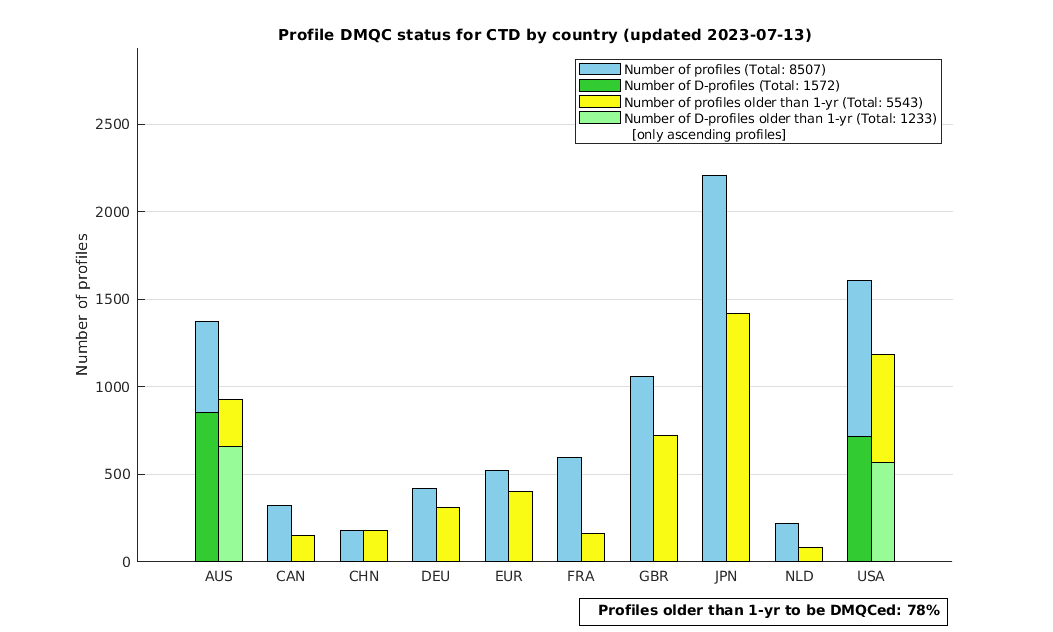 Profile DMQC status for CTD by country (updated 2023-07-13)
Number of profiles (Total: 8507)
Number of D-profiles (Total: 1572)
Number of profiles older than 1-yr (Total: 5543)
Number of D-profiles older than 1-yr (Total: 1233)
[only ascending profiles]
Number of profiles
2500
2000
1500
1000
500
0
AUS CAN CHN DEU EUR FRA GBR JPN NLD USA
Profiles older than 1-yr to be DMQCed: 78%